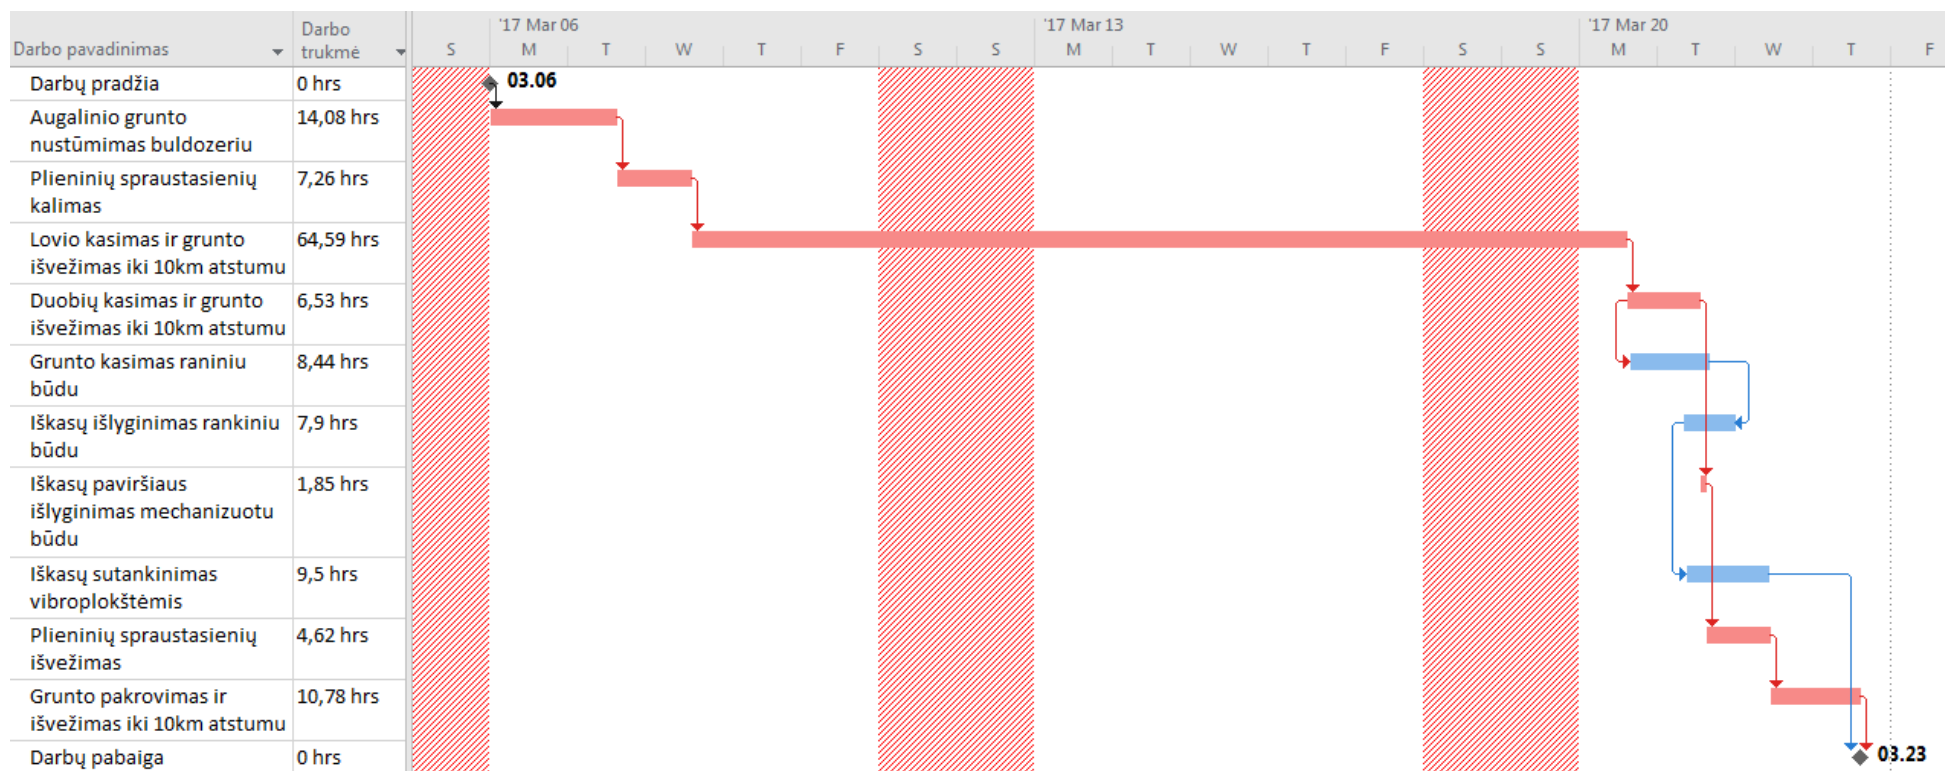 '17 Mar 06 '17 Mar 13 '17 Mar 20
Darbo pavadinimas Darbo
trukmė
S M T W T F S S M T W T F S S M T W T F
Darbų pradžia 0 hrs 03.06
Augalinio grunto 14,08 hrs
nustūmimas buldozeriu
Plieninių spraustasienių 7,26 hrs
kalimas
Lovio kasimas ir grunto 64,59 hrs
išvežimas iki 10km atstumu
Duobių kasimas ir grunto 6,53 hrs
išvežimas iki 10km atstumu
Grunto kasimas raniniu 8,44 hrs
būdu
Iškasų išlyginimas rankiniu 7,9 hrs
būdu
Iškasų paviršiaus 1,85 hrs
išlyginimas mechanizuotu
būdu
Iškasų sutankinimas 9,5 hrs
vibroplokštėmis
Plieninių spraustasienių 4,62 hrs
išvežimas
Grunto pakrovimas ir 10,78 hrs
išvežimas iki 10km atstumu
Darbų pabaiga 0 hrs 03.23